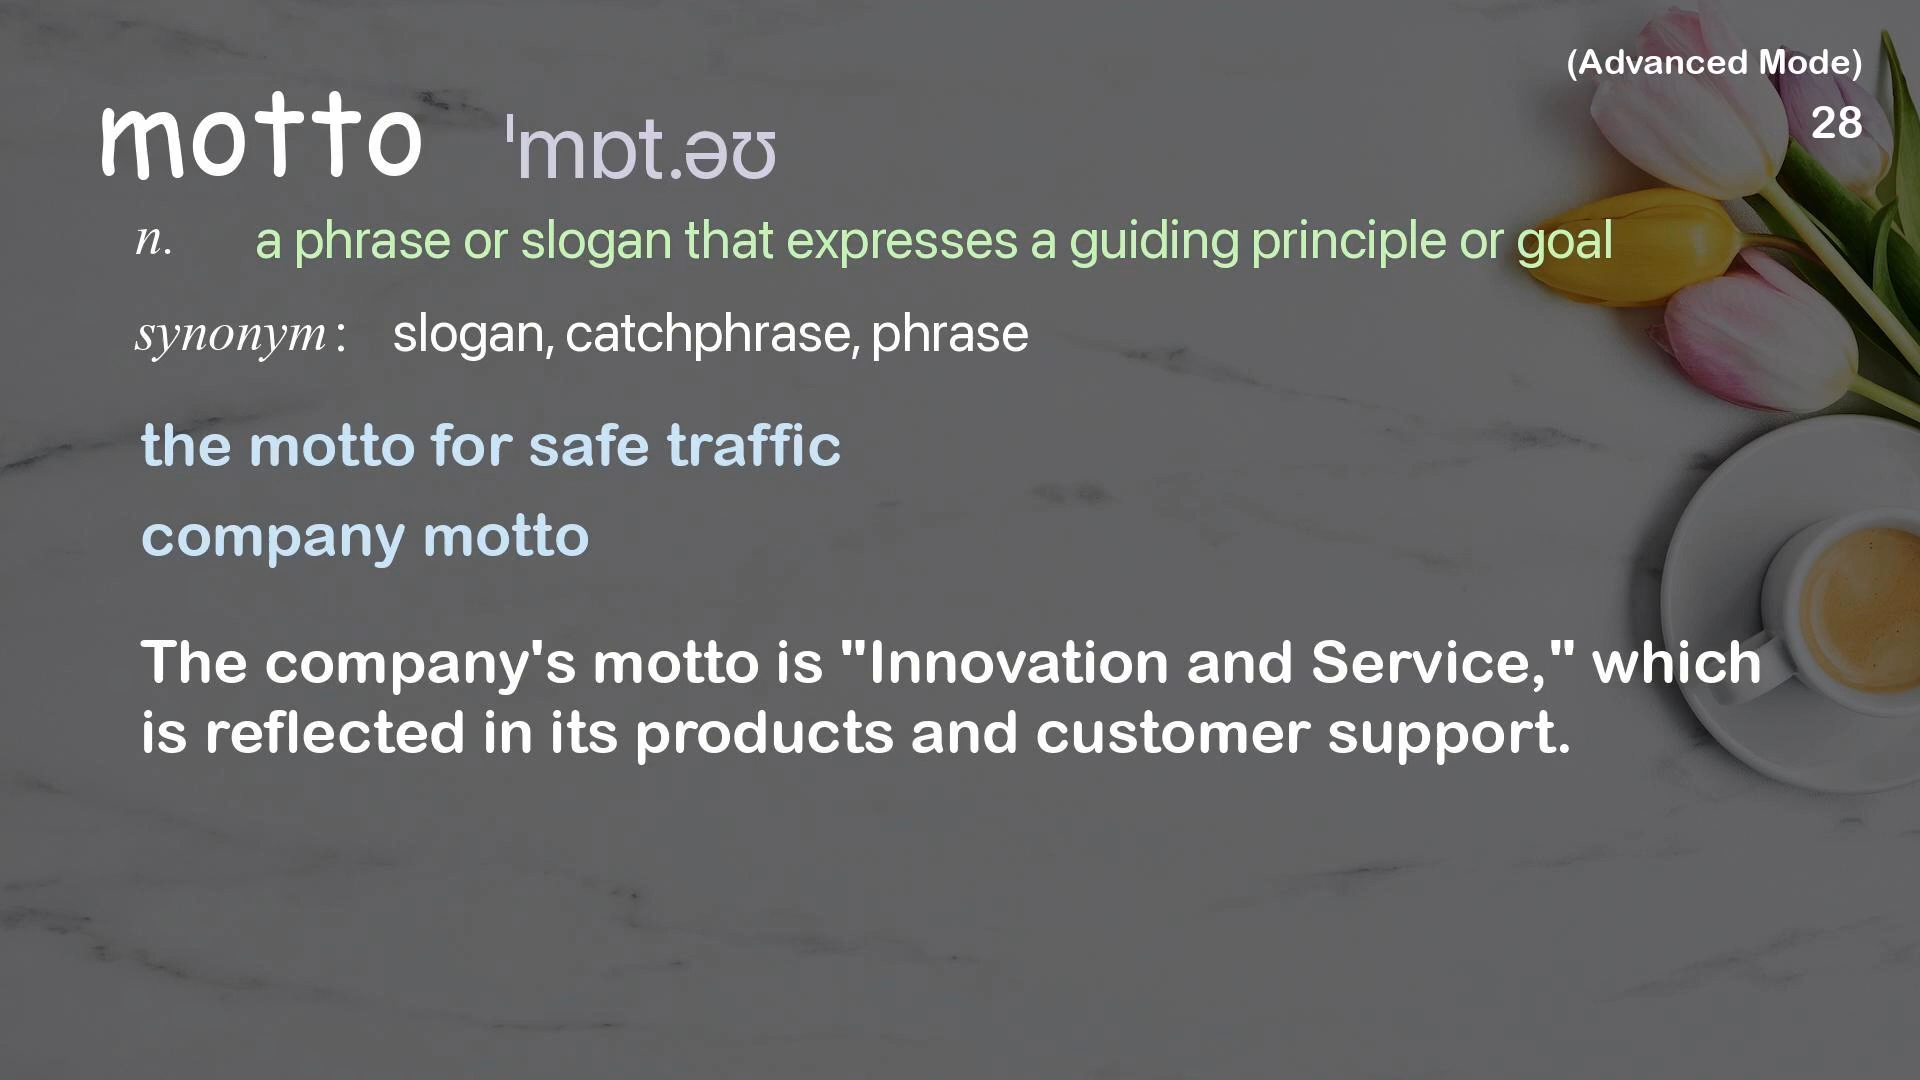 (Advanced Mode)
28
motto ˈmɒt.əʊ
n. a phrase or slogan that expresses a guiding principle or goal
synonym: slogan, catchphrase, phrase
the motto for safe traffic
company motto
The company's motto is "Innovation and Service," which
is reflected in its products and customer support.